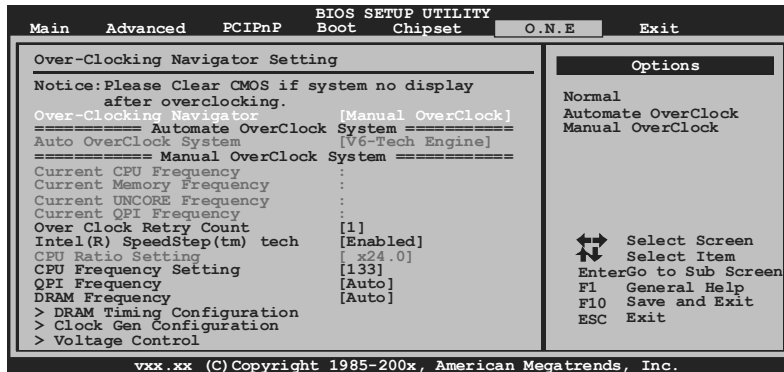 BIOS SETUP UTILITY
Main Advanced PCIPnP Boot Chipset O.N.E Exit
Over-Clocking Navigator Setting
Notice:Please Clear CMOS if system no display
after overclocking.
Over-Clocking Navigator [Manual OverClock]
=========== Automate OverClock System ===========
Auto OverClock System [V6-Tech Engine]
============ Manual OverClock System ============
Current CPU Frequency :
Current Memory Frequency :
Current UNCORE Frequency :
Current QPI Frequency :
Over Clock Retry Count [1]
Intel(R) SpeedStep(tm) tech [Enabled]
CPU Ratio Setting [ x24.0]
CPU Frequency Setting [133]
QPI Frequency [Auto]
DRAM Frequency [Auto]
> DRAM Timing Configuration
> Clock Gen Configuration
> Voltage Control
Options
Normal
Automate OverClock
Manual OverClock
Select Screen
Select Item
EnterGo to Sub Screen
F1 General Help
F10 Save and Exit
ESC Exit
vxx.xx (C)Copyright 1985-200x, American Megatrends, Inc.